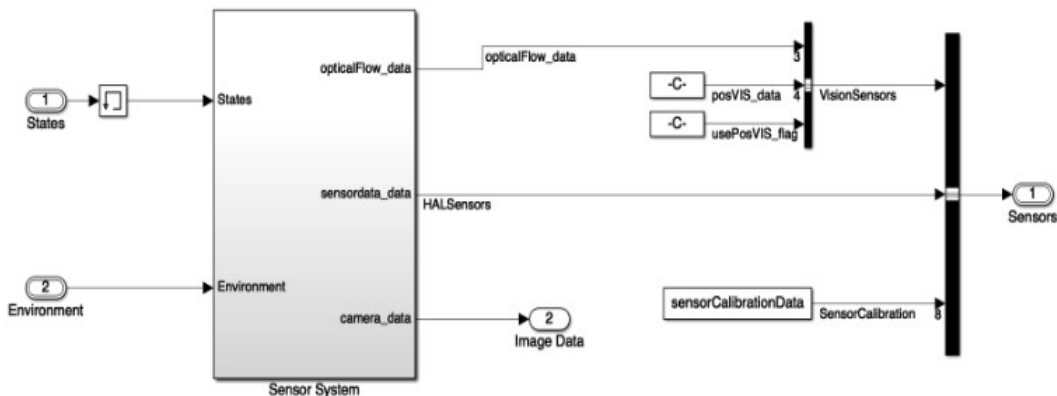 opticalFlow_data
opticalFlow_data
3
-C-
posVIS_data
4
VisionSensors
1
States
States
-C-
usePosVIS_flag
sensordata_data
HALSensors
1
Sensors
2
Environment
Environment
sensorCalibrationData
SensorCalibration
8
camera_data
2
Image Data
Sensor System